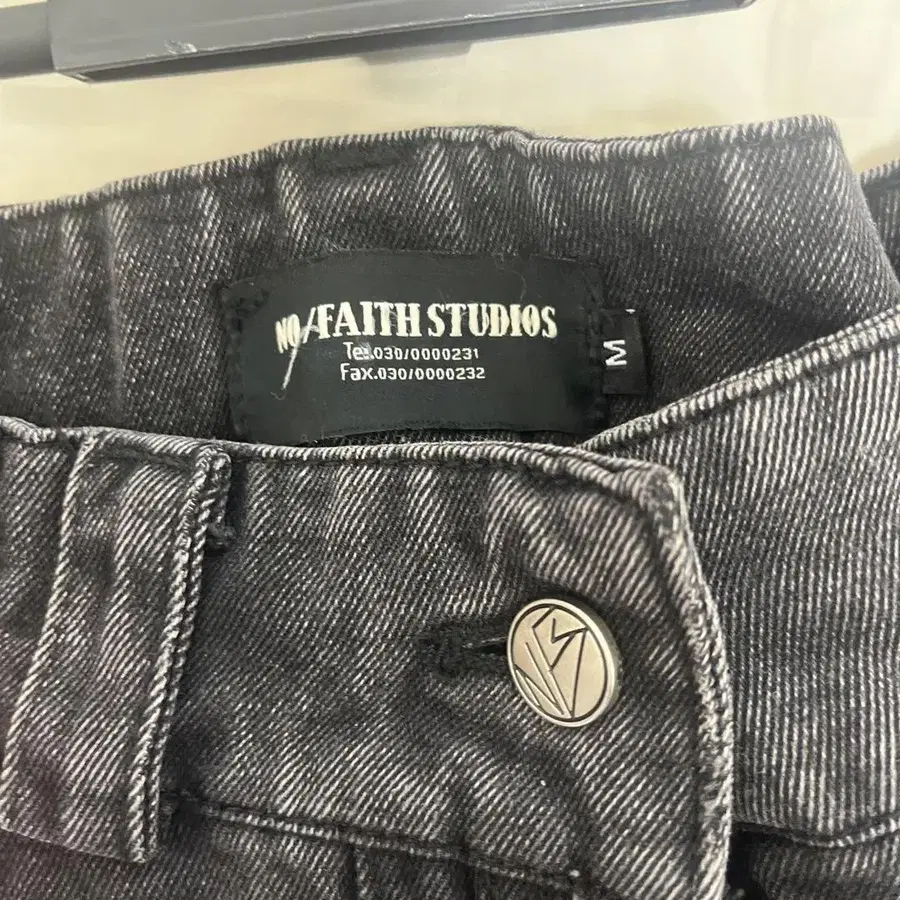 NO/FAITH STUDIOS
Tel.030/0000231
Fax.030/0000232
M